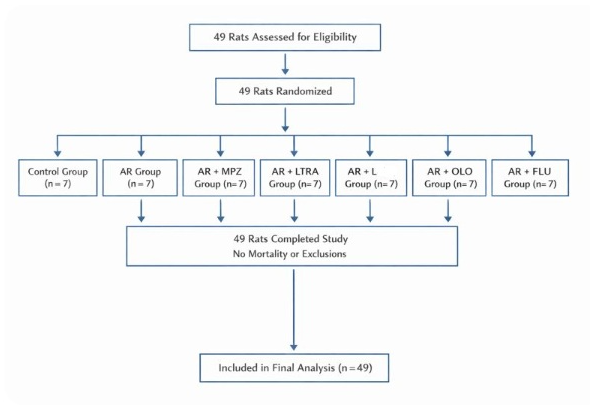 49 Rats Assessed for Eligibility
49 Rats Randomized
Control Group
(n = 7)
AR Group
(n = 7)
AR + MPZ
Group (n=7)
AR + LTRA
Group (n=7)
AR + L
Group (n=7)
AR + OLO
Group (n=7)
AR + FLU
Group (n=7)
49 Rats Completed Study
No Mortality or Exclusions
Included in Final Analysis (n=49)